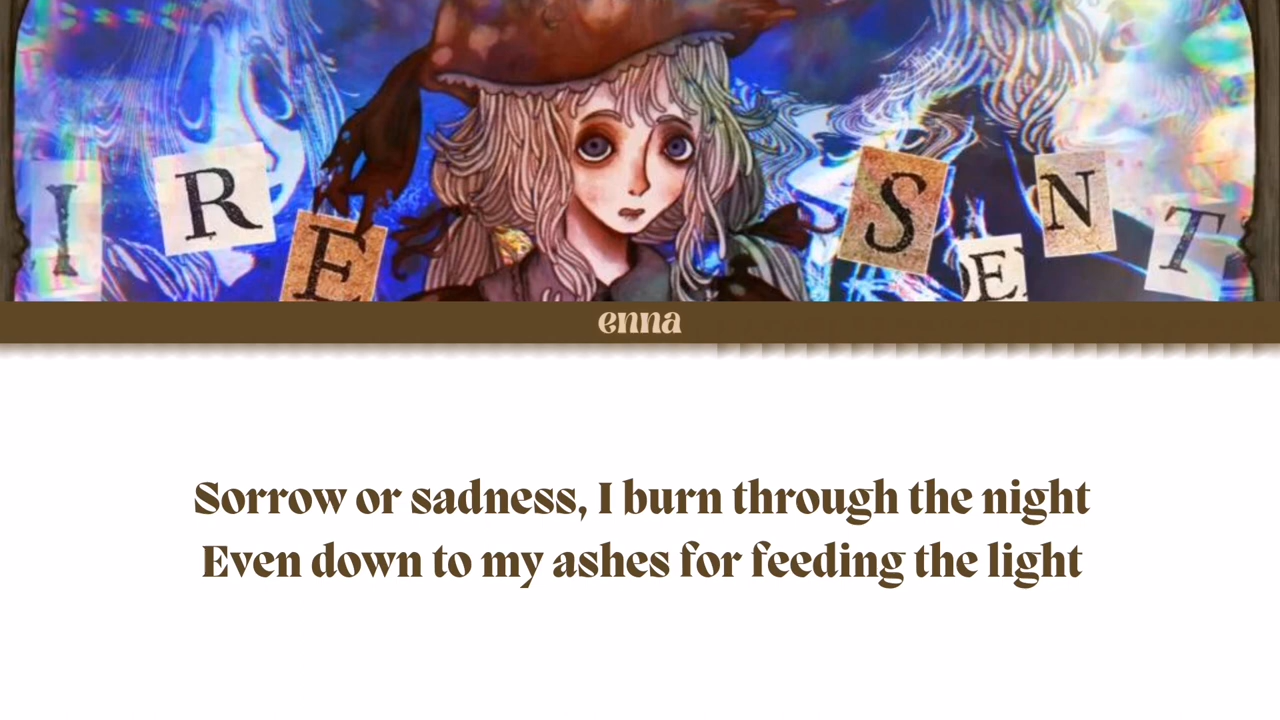 I R E S E N T
enna
Sorrow or sadness, I burn through the night
Even down to my ashes for feeding the light